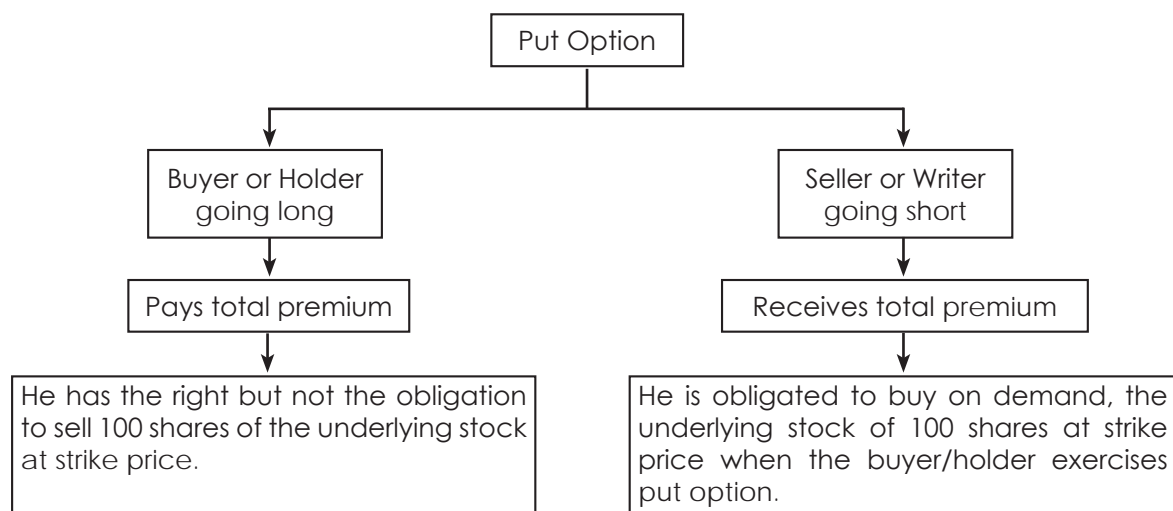 Put Option
Buyer or Holder
going long
Seller or Writer
going short
Pays total premium
Receives total premium
He has the right but not the obligation
to sell 100 shares of the underlying stock
at strike price.
He is obligated to buy on demand, the
underlying stock of 100 shares at strike
price when the buyer/holder exercises
put option.